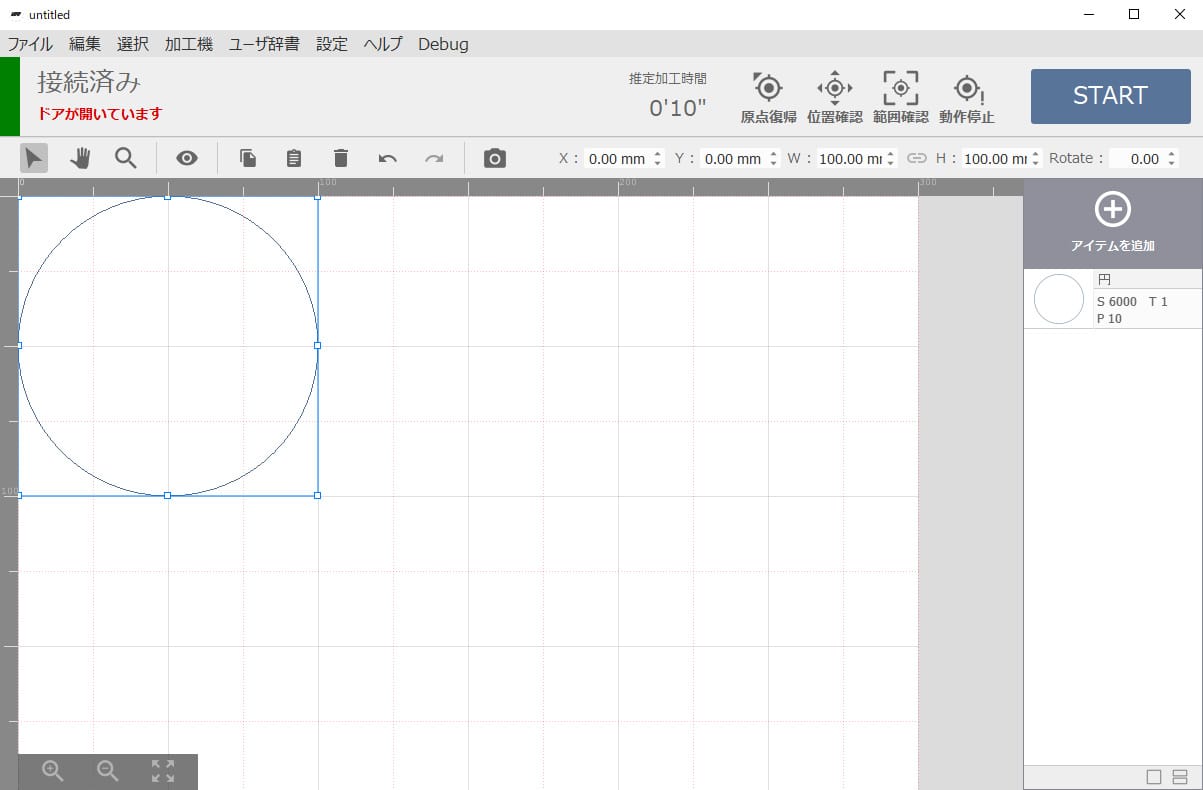 untitled
ファイル 編集 選択 加工機 ユーザ辞書 設定 ヘルプ Debug
接続済み
ドアが開いています
推定加工時間
0'10"
原点復帰 位置確認 範囲確認 動作停止
START
X : 0.00 mm Y : 0.00 mm W : 100.00 mm H : 100.00 mm Rotate : 0.00
0 100 200 300
100
アイテムを追加
円
S 6000 T 1
P 10